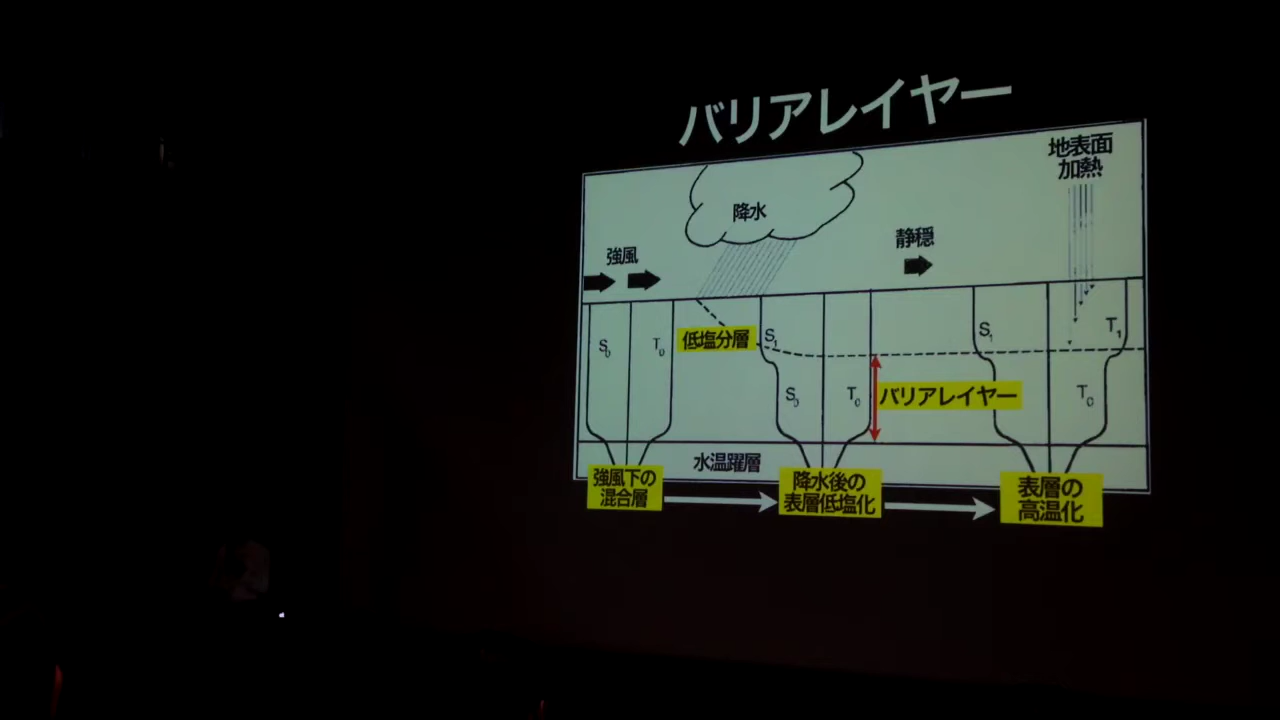 バリアレイヤー
地表面
加熱
降水
静穏
強風
S0
T0
低塩分層
S1
S0
T0
バリアレイヤー
S1
T1
T0
水温躍層
強風下の
混合層
降水後の
表層低塩化
表層の
高温化